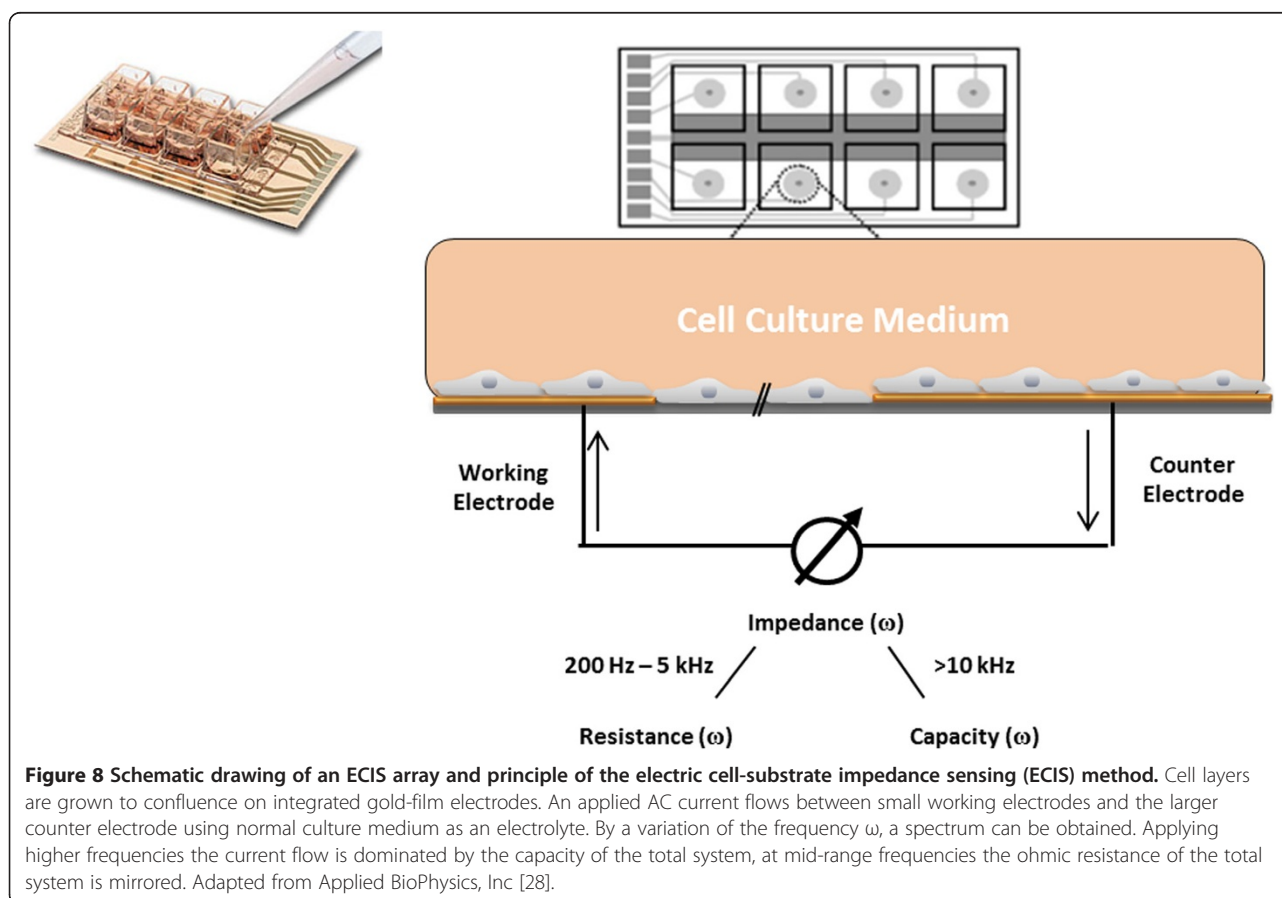 Cell Culture Medium
Working
Electrode
Counter
Electrode
Impedance (ω)
200 Hz – 5 kHz
>10 kHz
Resistance (ω)
Capacity (ω)
Figure 8 Schematic drawing of an ECIS array and principle of the electric cell-substrate impedance sensing (ECIS) method. Cell layers
are grown to confluence on integrated gold-film electrodes. An applied AC current flows between small working electrodes and the larger
counter electrode using normal culture medium as an electrolyte. By a variation of the frequency ω, a spectrum can be obtained. Applying
higher frequencies the current flow is dominated by the capacity of the total system, at mid-range frequencies the ohmic resistance of the total
system is mirrored. Adapted from Applied BioPhysics, Inc [28].